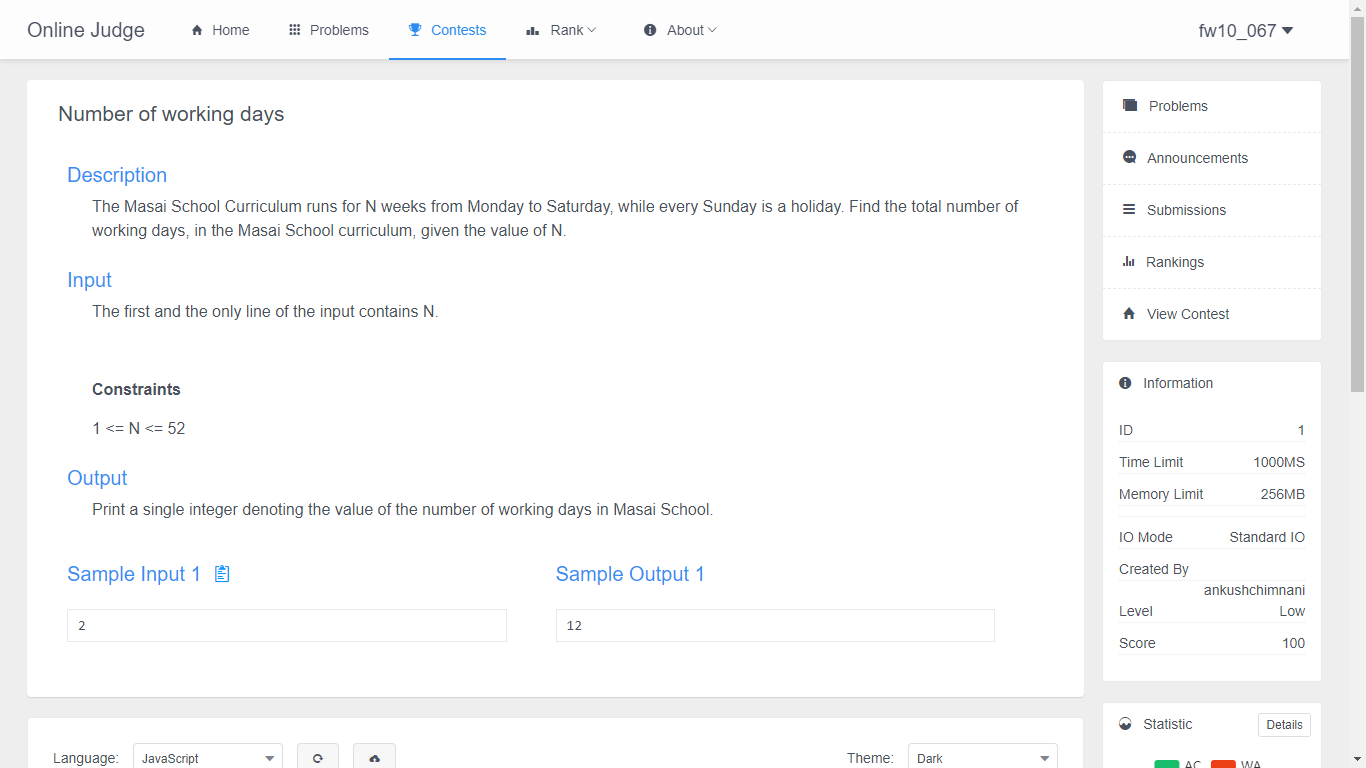 Online Judge
Home
Problems
Contests
Rank
About
fw10_067
Number of working days
Description
The Masai School Curriculum runs for N weeks from Monday to Saturday, while every Sunday is a holiday. Find the total number of
working days, in the Masai School curriculum, given the value of N.
Input
The first and the only line of the input contains N.
Constraints
1 <= N <= 52
Output
Print a single integer denoting the value of the number of working days in Masai School.
Sample Input 1
Sample Output 1
2
12
Language:
JavaScript
Theme:
Dark
Problems
Announcements
Submissions
Rankings
View Contest
Information
ID 1
Time Limit 1000MS
Memory Limit 256MB
IO Mode Standard IO
Created By
ankushchimnani
Level Low
Score 100
Statistic
Details
AC
WA